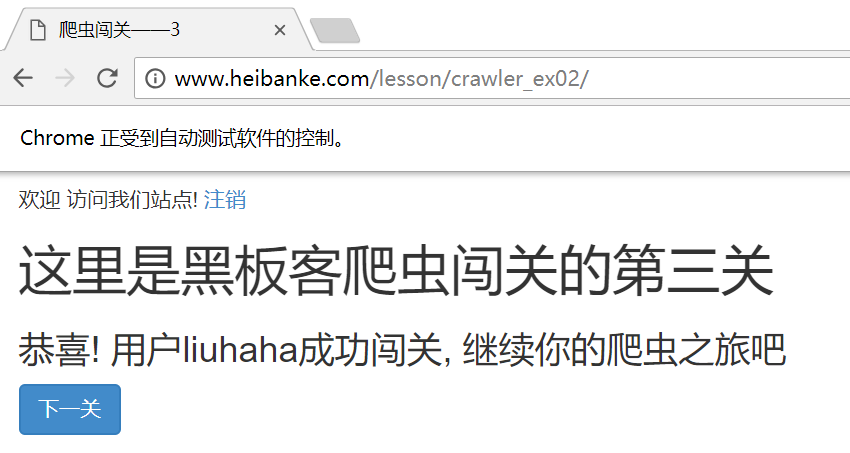 爬虫闯关——3
www.heibanke.com/lesson/crawler_ex02/
Chrome 正受到自动测试软件的控制。
欢迎 访问我们站点! 注销
这里是黑板客爬虫闯关的第三关
恭喜! 用户liuhaha成功闯关, 继续你的爬虫之旅吧
下一关